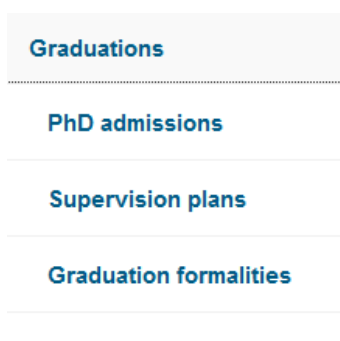 Graduations
PhD admissions
Supervision plans
Graduation formalities